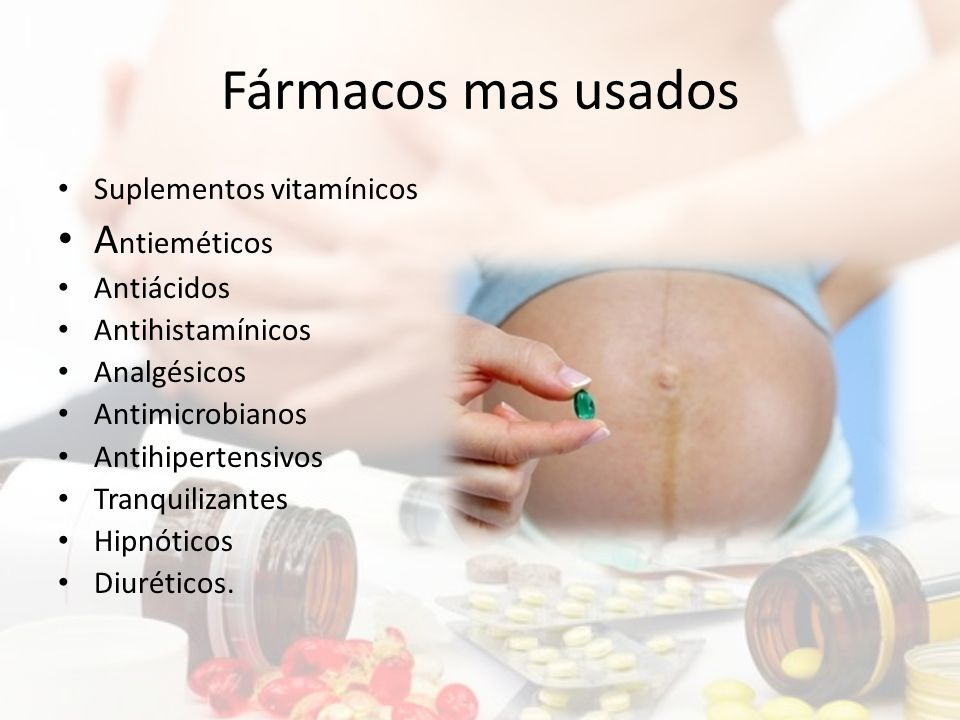 Fármacos mas usados
• Suplementos vitamínicos
• Antieméticos
• Antiácidos
• Antihistamínicos
• Analgésicos
• Antimicrobianos
• Antihipertensivos
• Tranquilizantes
• Hipnóticos
• Diuréticos.